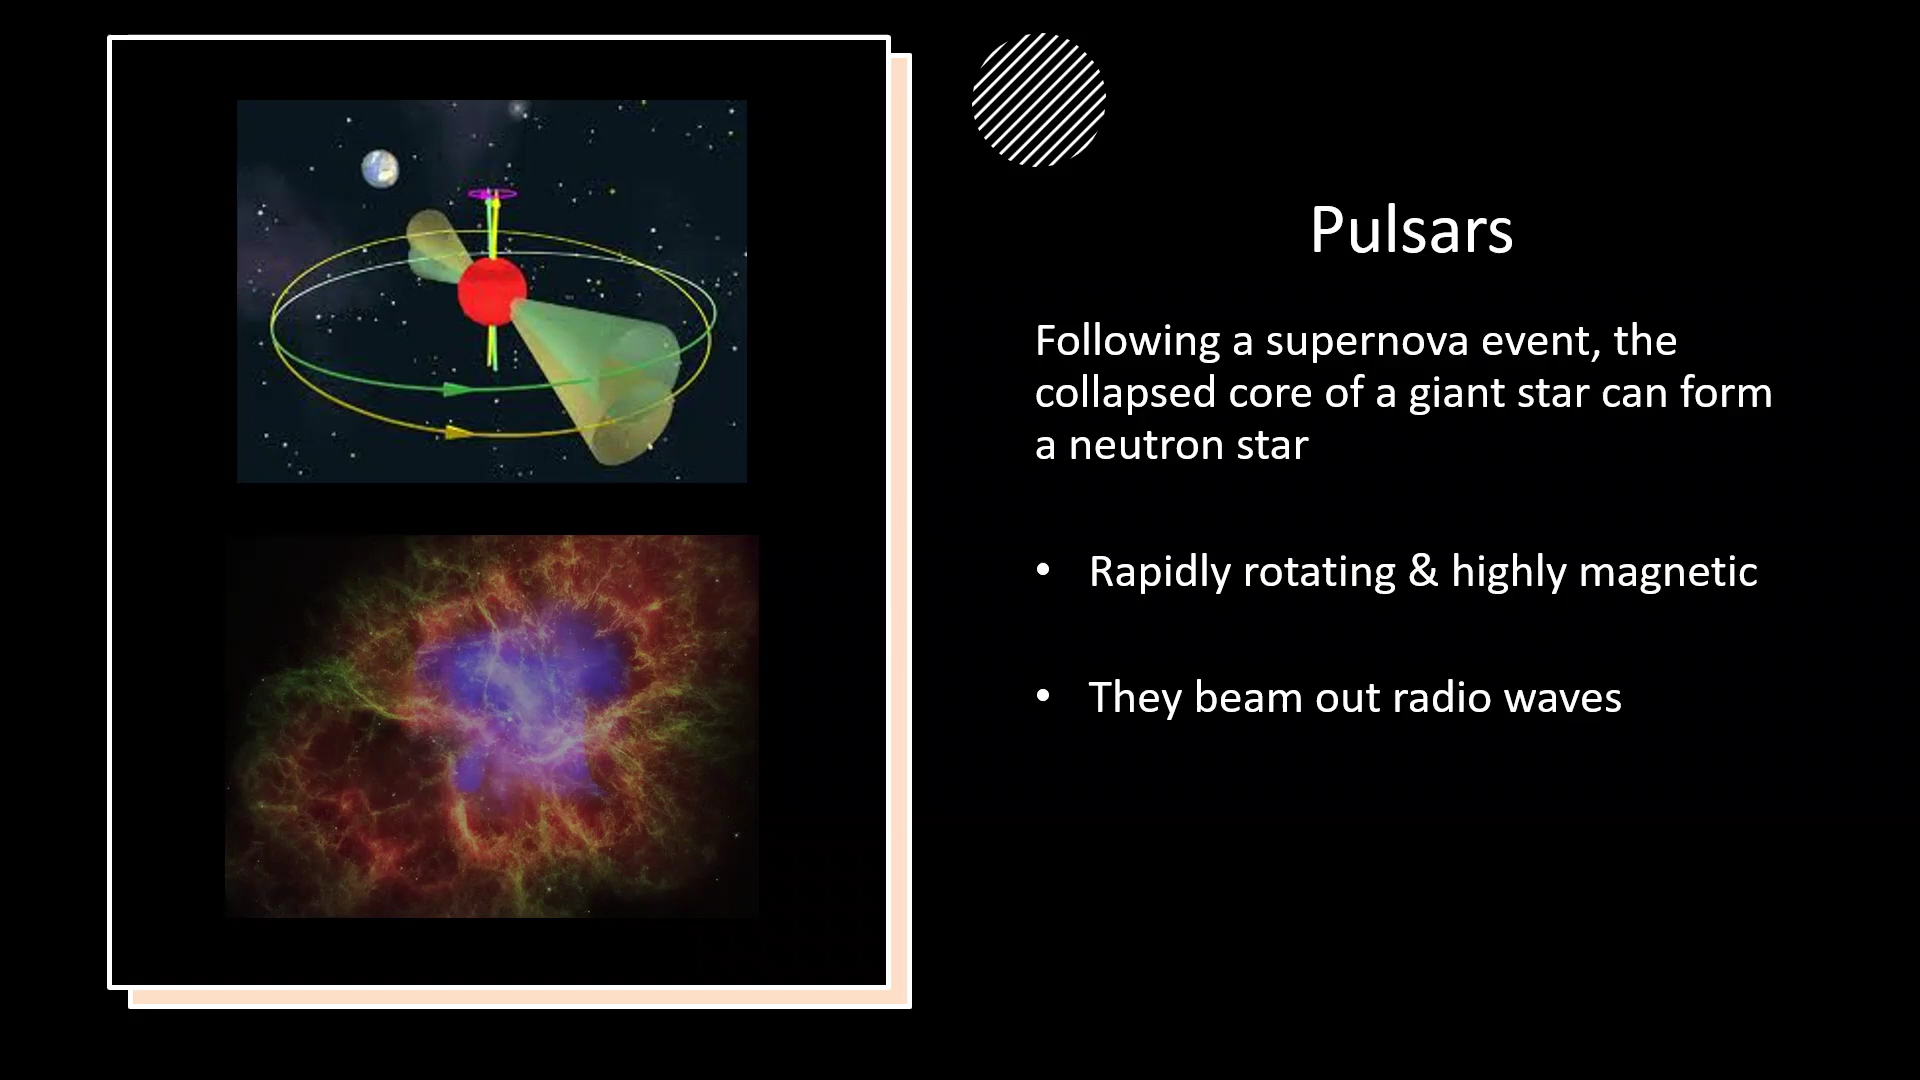 Pulsars
Following a supernova event, the
collapsed core of a giant star can form
a neutron star
• Rapidly rotating & highly magnetic
• They beam out radio waves